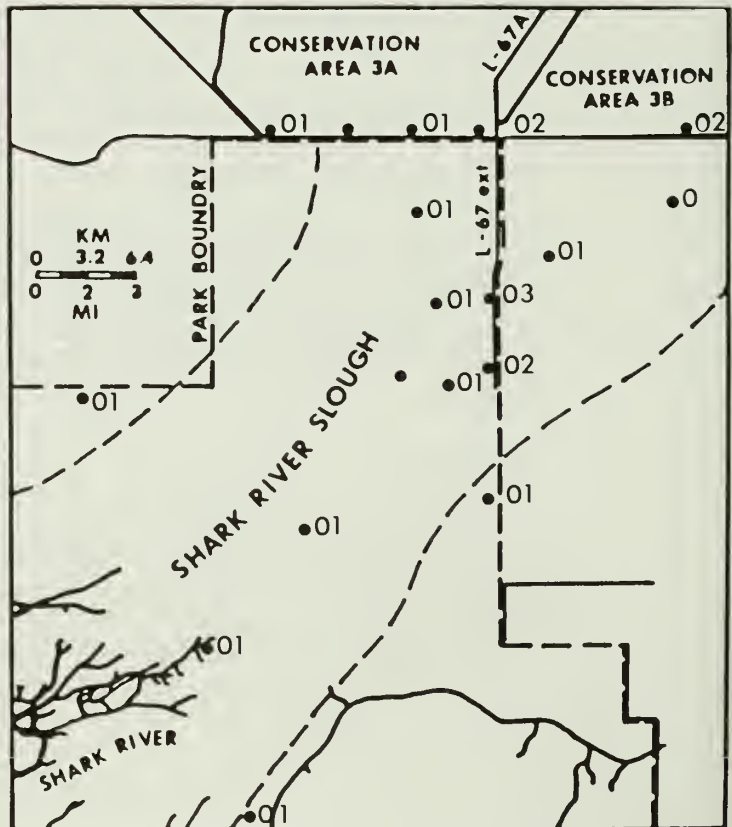 CONSERVATION
AREA 3A
L-67A
CONSERVATION
AREA 3B
01
01
02
02
PARK BOUNDRY
L-67 ext
0
01
01
KM
0 3.2 6.4
0 2 3
MI
01
03
02
01
01
SHARK RIVER SLOUGH
01
01
01
SHARK RIVER
01